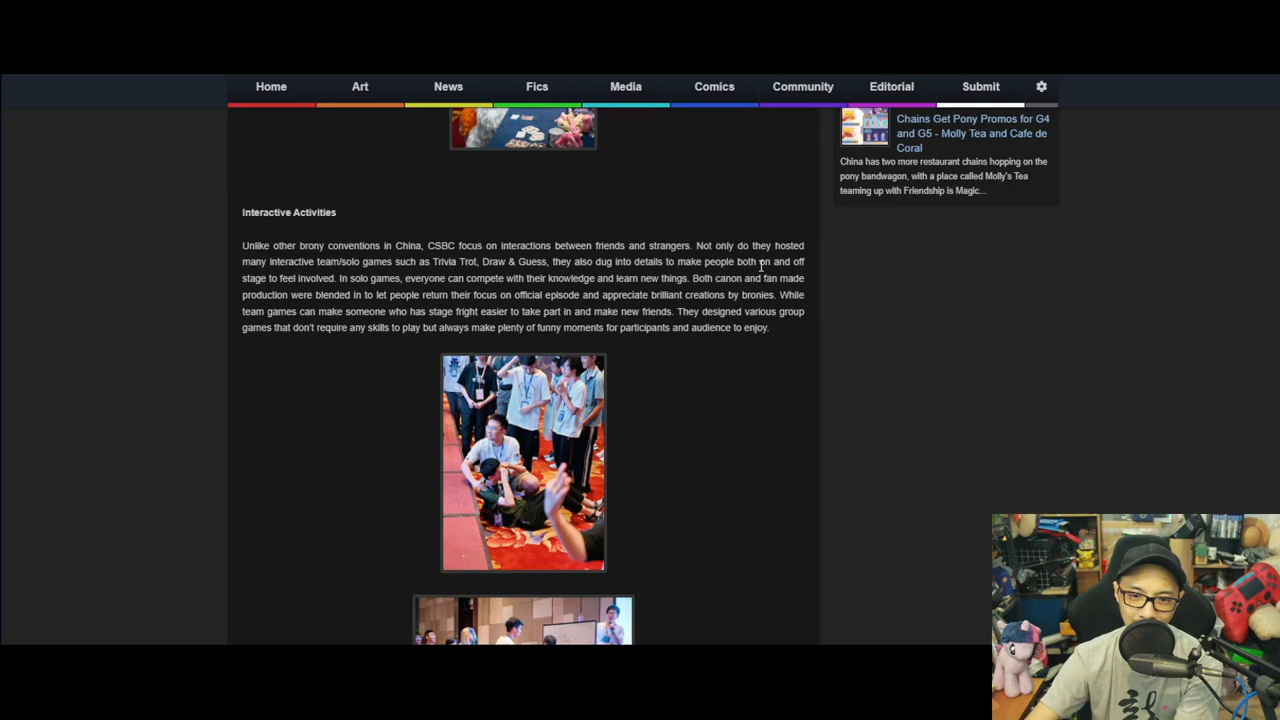 Home Art News Fics Media Comics Community Editorial Submit
Chains Get Pony Promos for G4
and G5 - Molly Tea and Cafe de
Coral
China has two more restaurant chains hopping on the
pony bandwagon, with a place called Molly's Tea
teaming up with Friendship is Magic...
Interactive Activities
Unlike other brony conventions in China, CSBC focus on interactions between friends and strangers. Not only do they hosted
many interactive team/solo games such as Trivia Trot, Draw & Guess, they also dug into details to make people both on and off
stage to feel involved. In solo games, everyone can compete with their knowledge and learn new things. Both canon and fan made
production were blended in to let people return their focus on official episode and appreciate brilliant creations by bronies. While
team games can make someone who has stage fright easier to take part in and make new friends. They designed various group
games that don't require any skills to play but always make plenty of funny moments for participants and audience to enjoy.